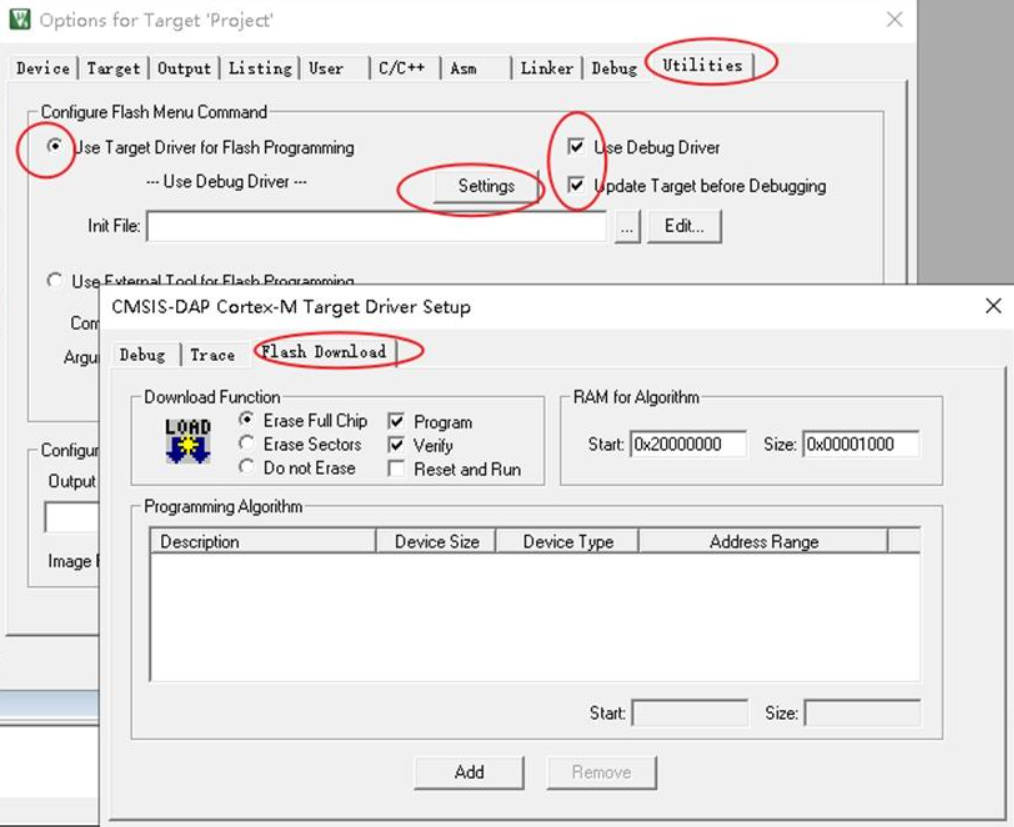 Options for Target 'Project'
Device Target Output Listing User C/C++ Asm Linker Debug Utilities
Configure Flash Menu Command
Use Target Driver for Flash Programming
Use Debug Driver
--- Use Debug Driver ---
Settings
Update Target before Debugging
Init File:
...
Edit...
Use External Tool for Flash Programming
Com
Argu
Configur
Output
Image F
CMSIS-DAP Cortex-M Target Driver Setup
Debug Trace Flash Download
Download Function
LOAD
Erase Full Chip
Erase Sectors
Do not Erase
Program
Verify
Reset and Run
RAM for Algorithm
Start: 0x20000000 Size: 0x00001000
Programming Algorithm
Description Device Size Device Type Address Range
Start: Size:
Add Remove